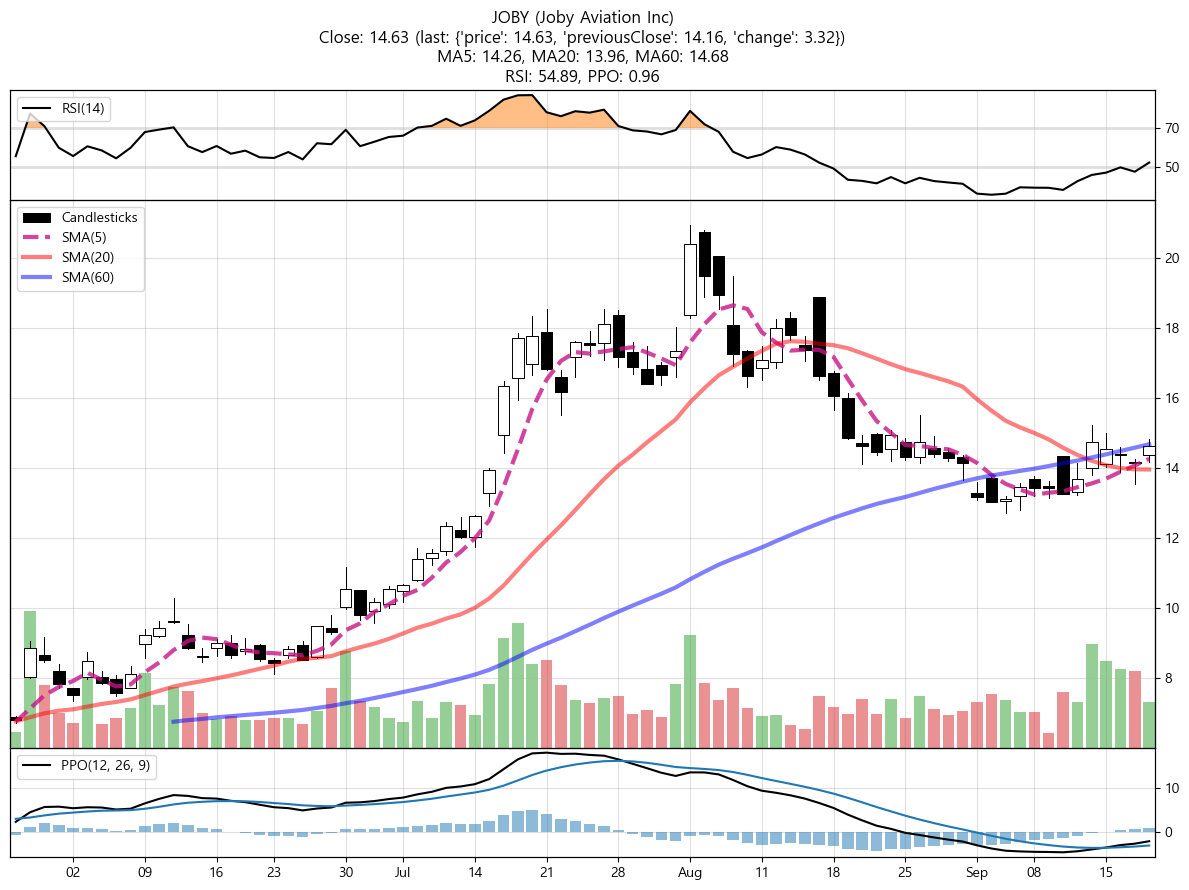 JOBY (Joby Aviation Inc)
Close: 14.63 (last: {'price': 14.63, 'previousClose': 14.16, 'change': 3.32})
MA5: 14.26, MA20: 13.96, MA60: 14.68
RSI: 54.89, PPO: 0.96
RSI(14)
70
50
Candlesticks
SMA(5)
SMA(20)
SMA(60)
20
18
16
14
12
10
8
PPO(12, 26, 9)
10
0
02 09 16 23 30 Jul 14 21 28 Aug 11 18 25 Sep 08 15